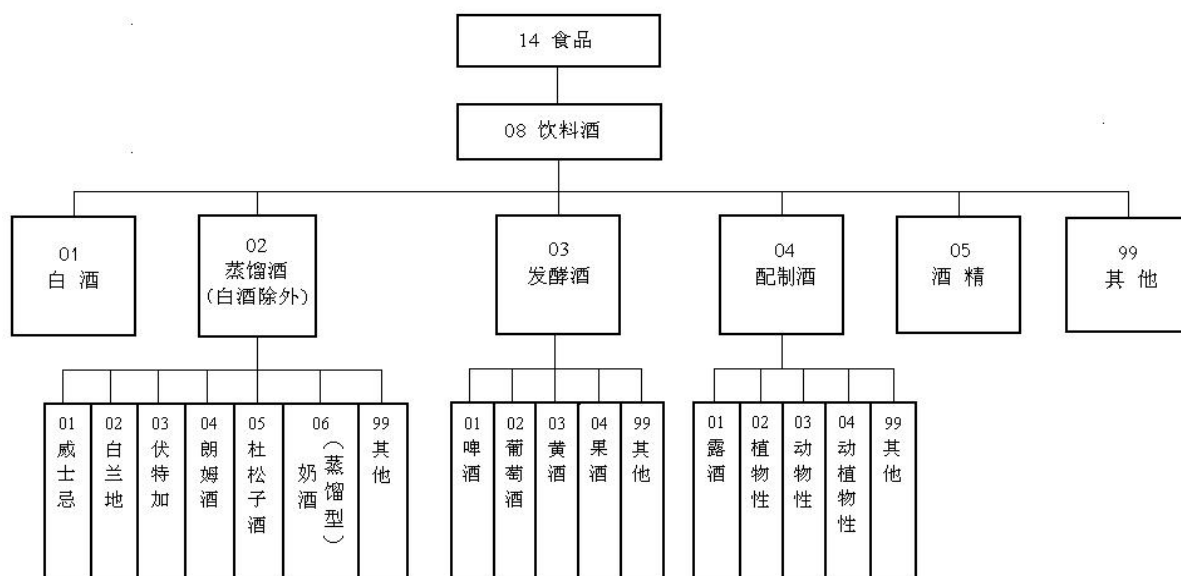 14 食品
08 饮料酒
01
白 酒
02
蒸馏酒
(白酒除外)
03
发酵酒
04
配制酒
05
酒 精
99
其 他
01
威士忌
02
白兰地
03
伏特加
04
朗姆酒
05
杜松子酒
06
奶酒
(蒸馏型)
99
其他
01
啤酒
02
葡萄酒
03
黄酒
04
果酒
99
其他
01
露酒
02
植物性
03
动物性
04
动植物性
99
其他